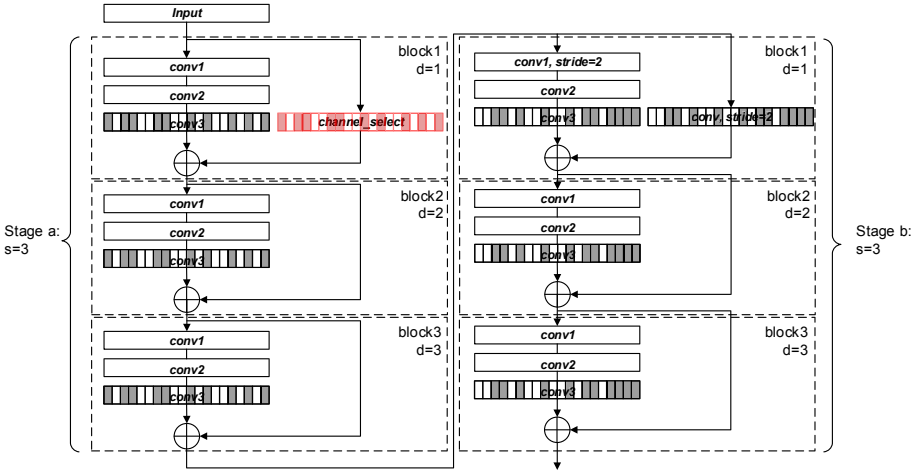 Input
Stage a:
s=3
block1
d=1
conv1
conv2
conv3
channel_select
block2
d=2
conv1
conv2
conv3
block3
d=3
conv1
conv2
conv3
block1
d=1
conv1, stride=2
conv2
conv3
conv, stride=2
block2
d=2
conv1
conv2
conv3
block3
d=3
conv1
conv2
conv3
Stage b:
s=3